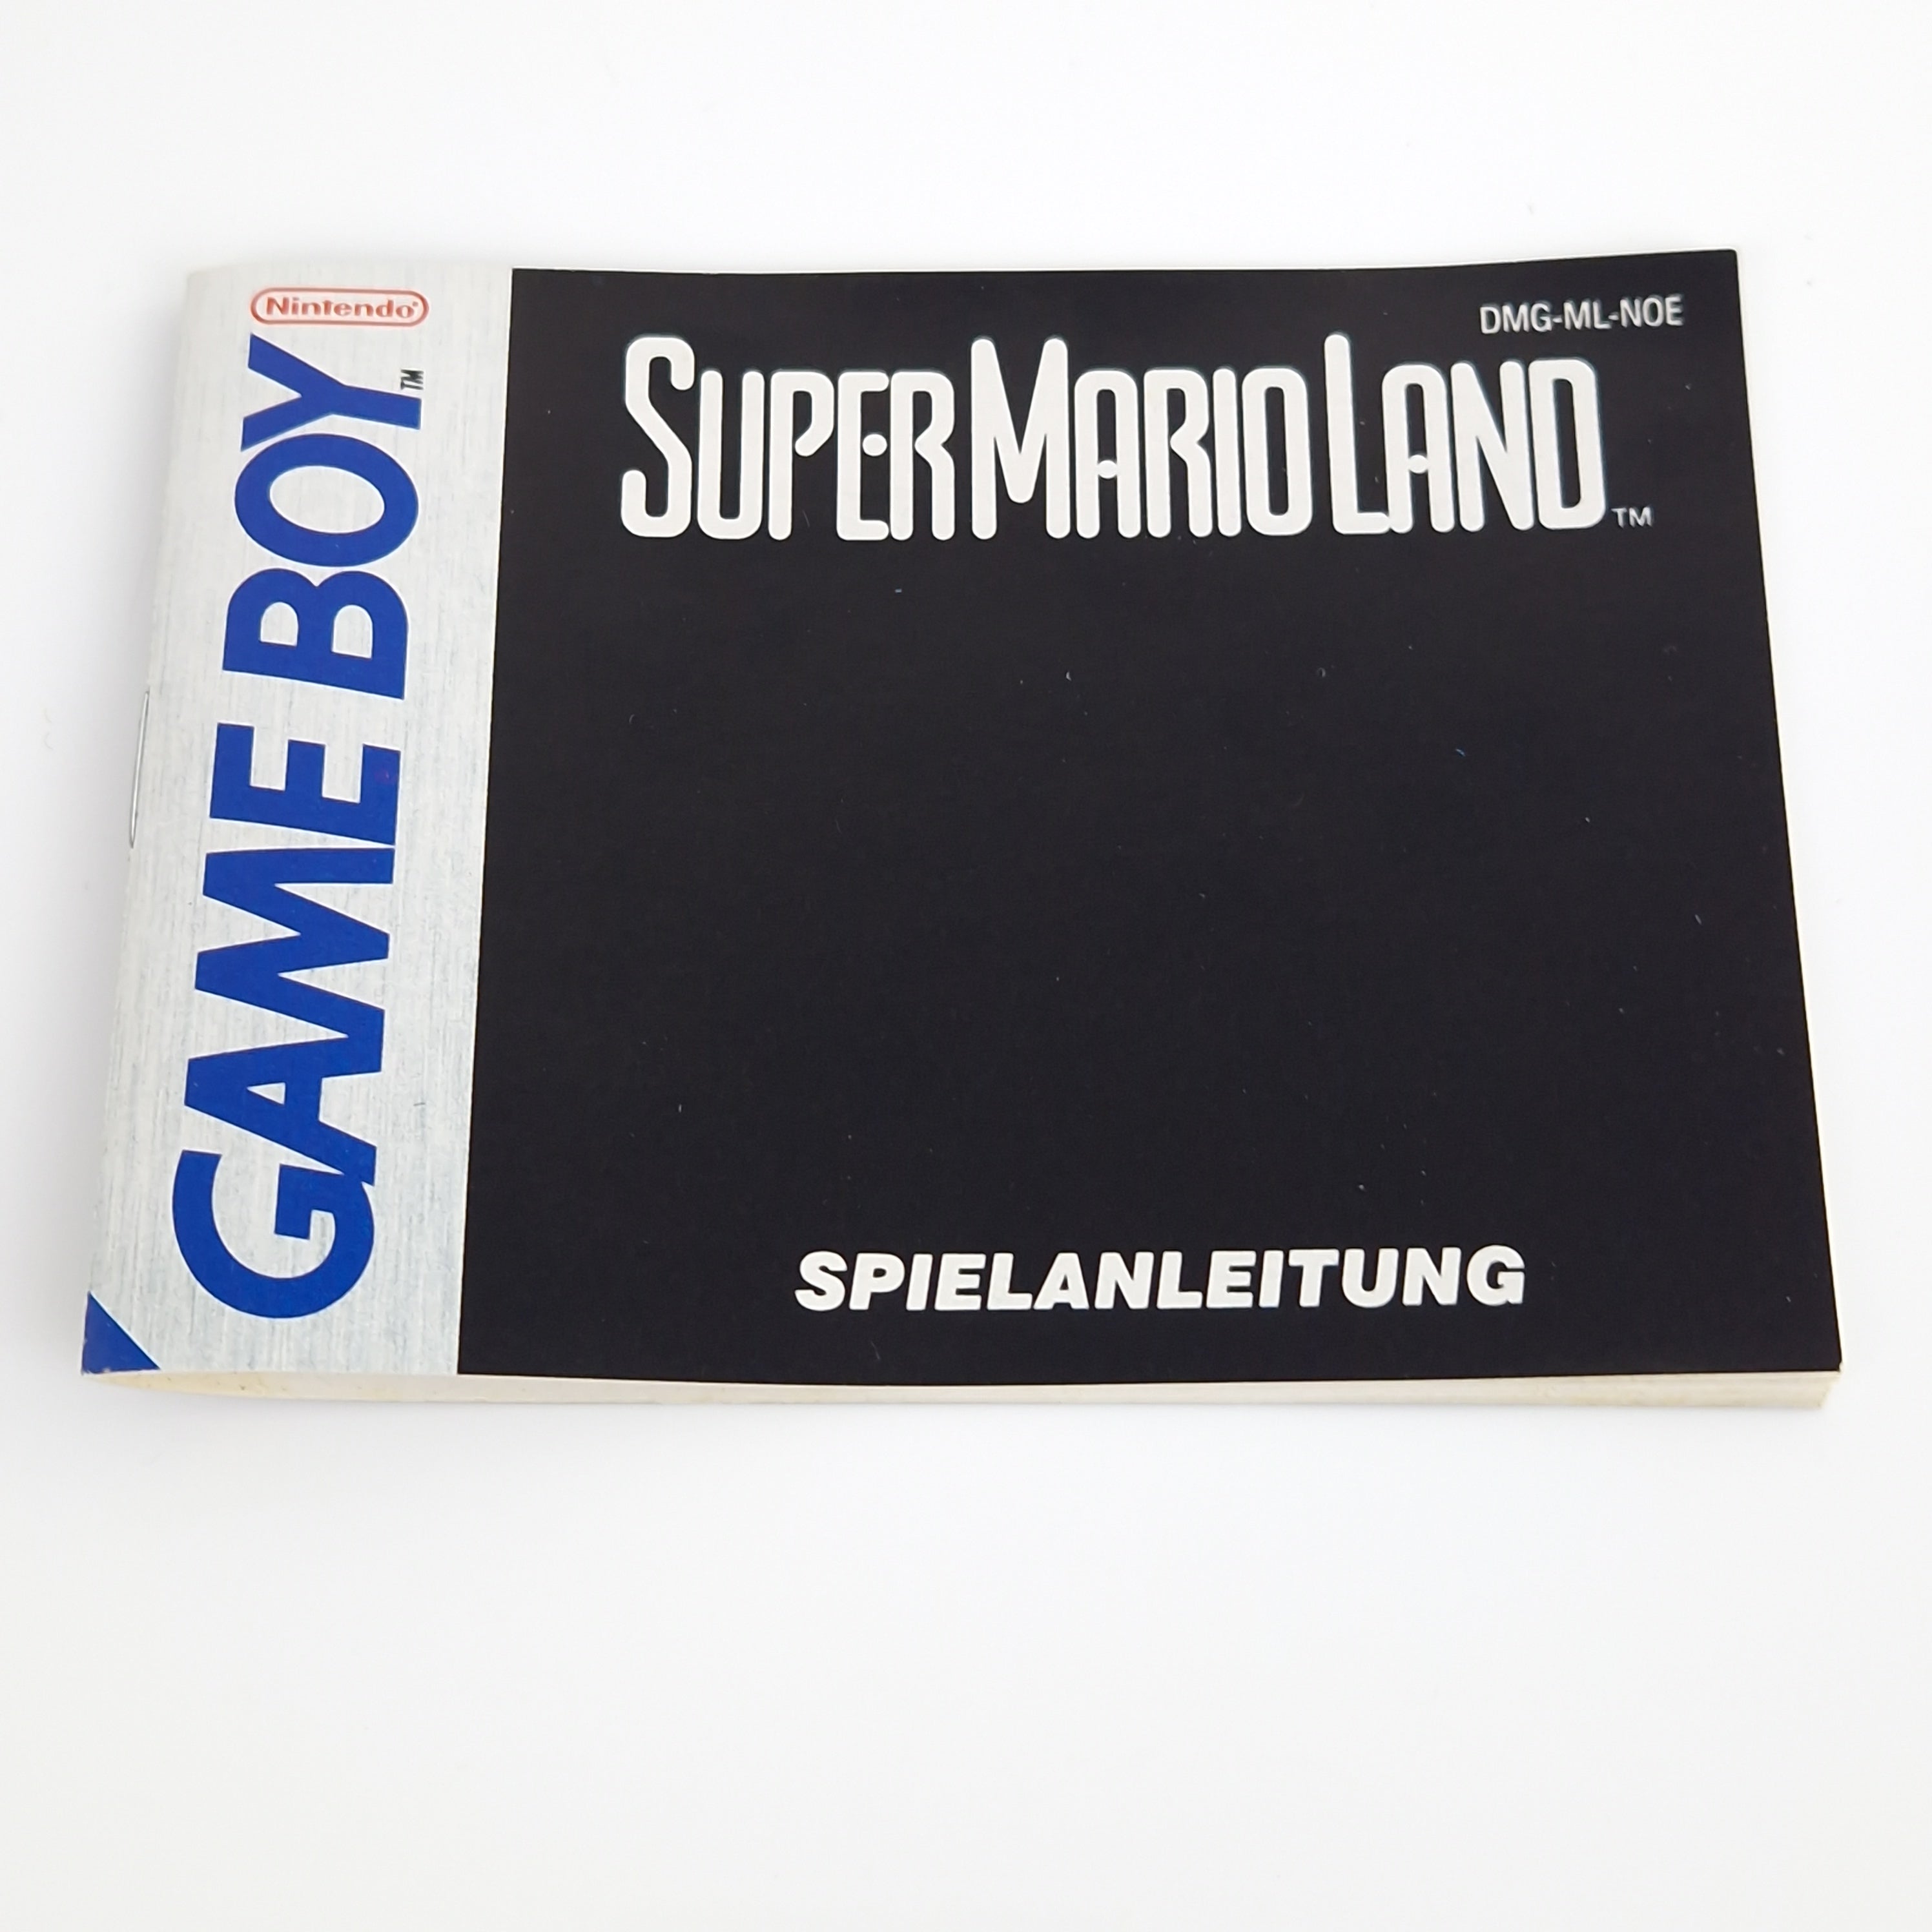 Nintendo®
GAME BOY™
DMG-ML-NOE
SUPER MARIO LAND™
SPIELANLEITUNG